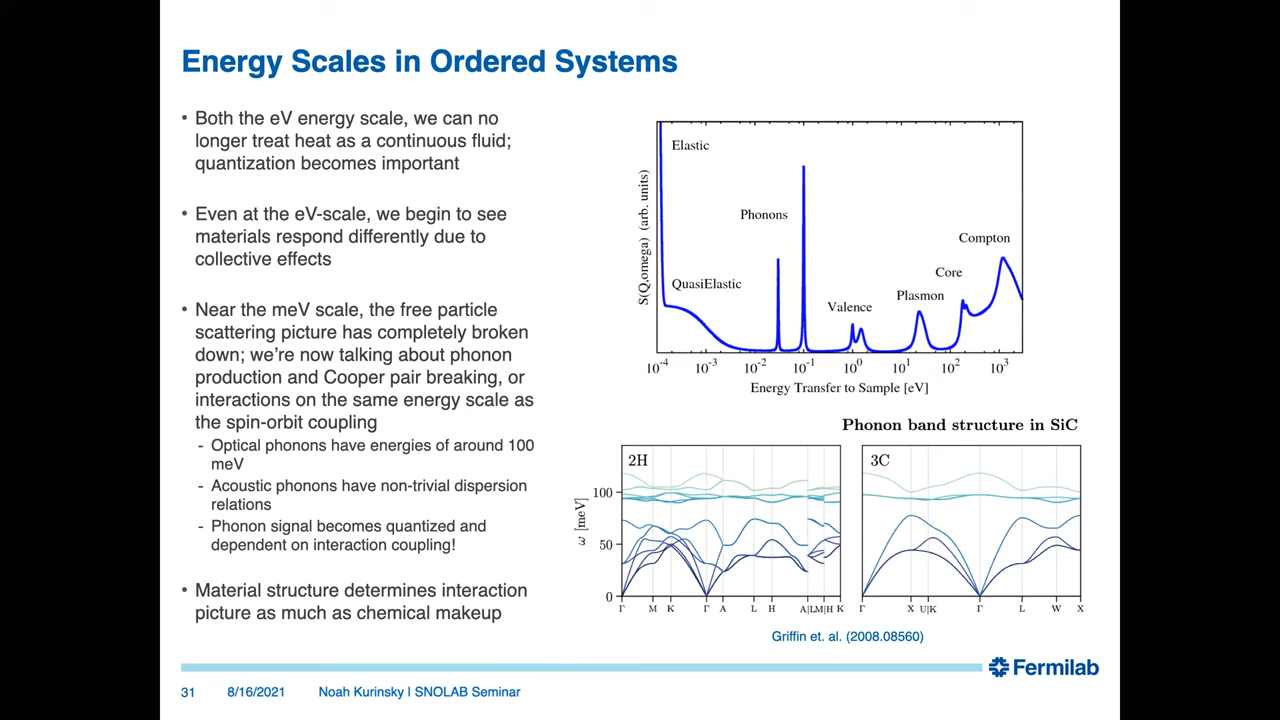 Energy Scales in Ordered Systems
• Both the eV energy scale, we can no
longer treat heat as a continuous fluid;
quantization becomes important
• Even at the eV-scale, we begin to see
materials respond differently due to
collective effects
• Near the meV scale, the free particle
scattering picture has completely broken
down; we're now talking about phonon
production and Cooper pair breaking, or
interactions on the same energy scale as
the spin-orbit coupling
- Optical phonons have energies of around 100
meV
- Acoustic phonons have non-trivial dispersion
relations
- Phonon signal becomes quantized and
dependent on interaction coupling!
• Material structure determines interaction
picture as much as chemical makeup
S(Q,omega) (arb. units)
Elastic
QuasiElastic
Phonons
Valence
Plasmon
Core
Compton
10⁻⁴ 10⁻³ 10⁻² 10⁻¹ 10⁰ 10¹ 10² 10³
Energy Transfer to Sample [eV]
Phonon band structure in SiC
2H
3C
ω [meV]
100
50
0
Γ M K Γ A L H A|LM|H K
Γ X U|K Γ L W X
Griffin et. al. (2008.08560)
Fermilab
31 8/16/2021 Noah Kurinsky | SNOLAB Seminar